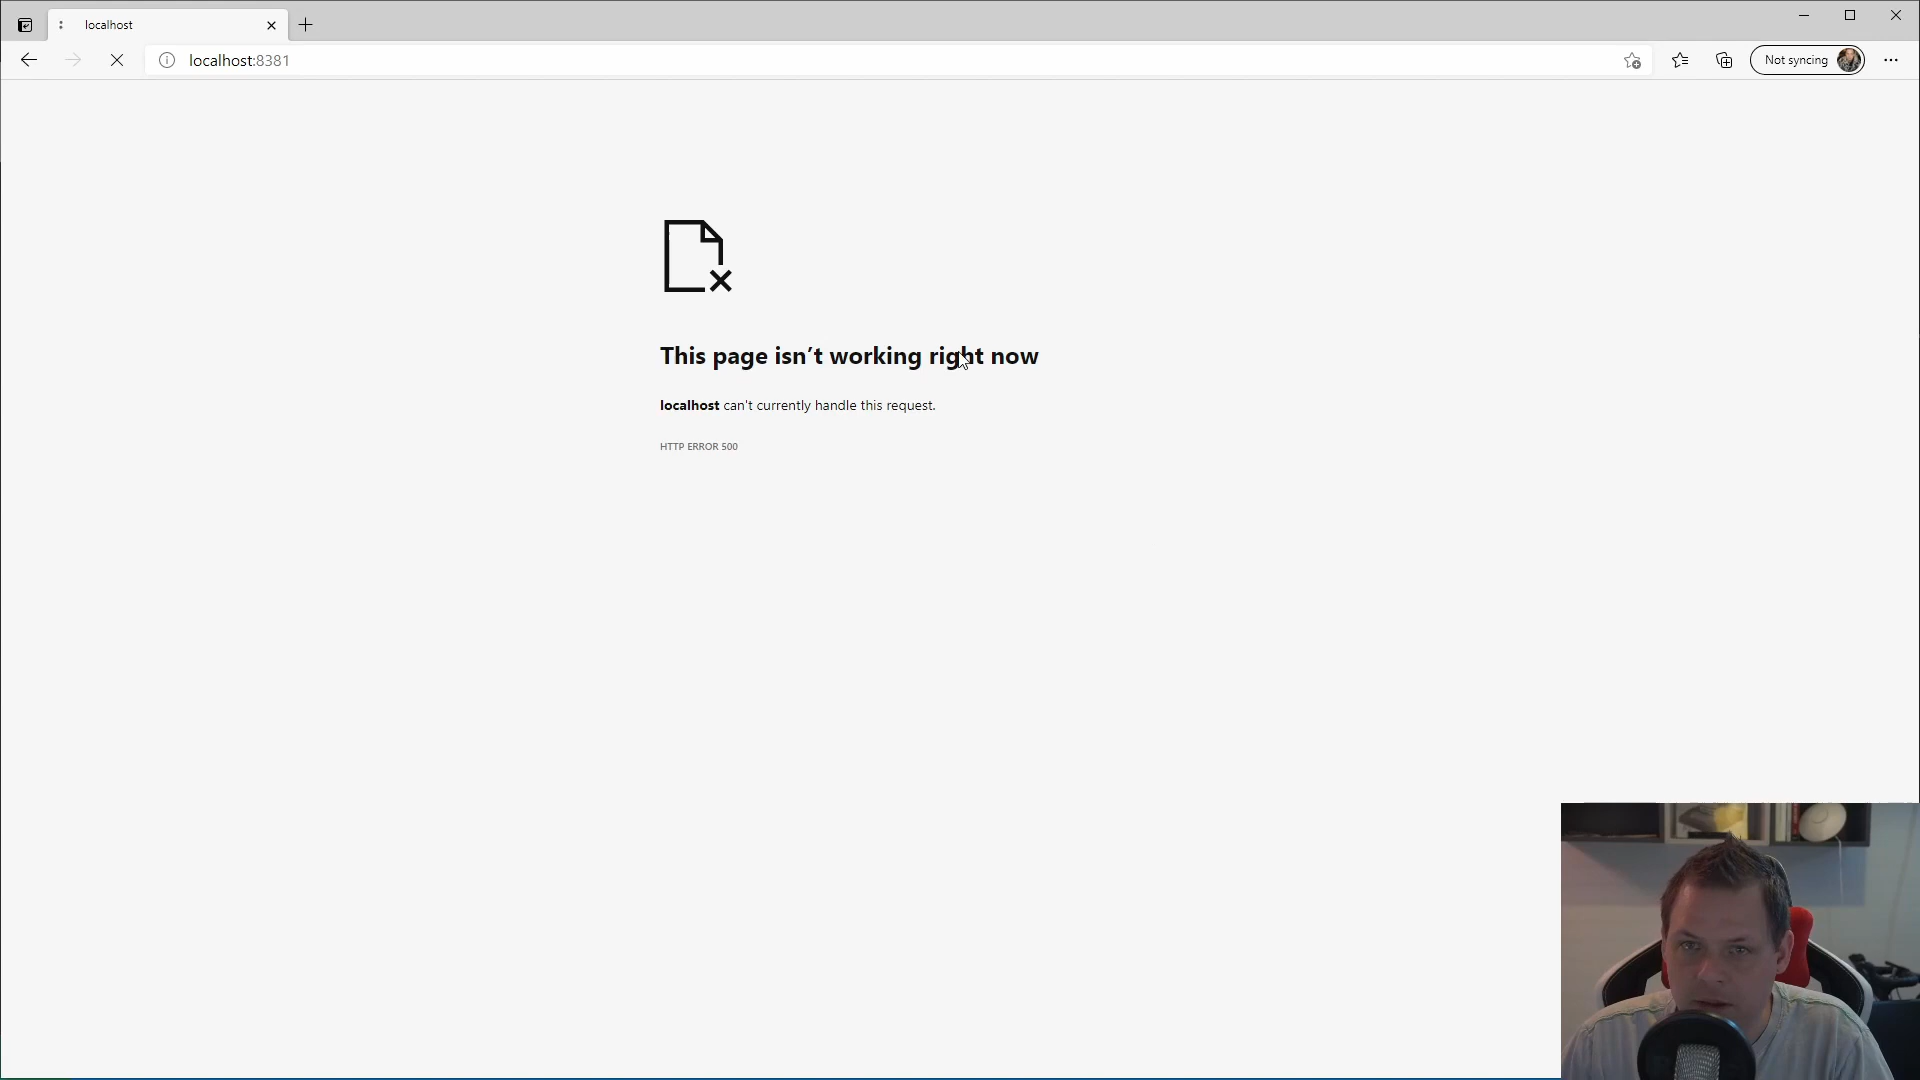 localhost
localhost:8381
Not syncing
This page isn’t working right now
localhost can't currently handle this request.
HTTP ERROR 500